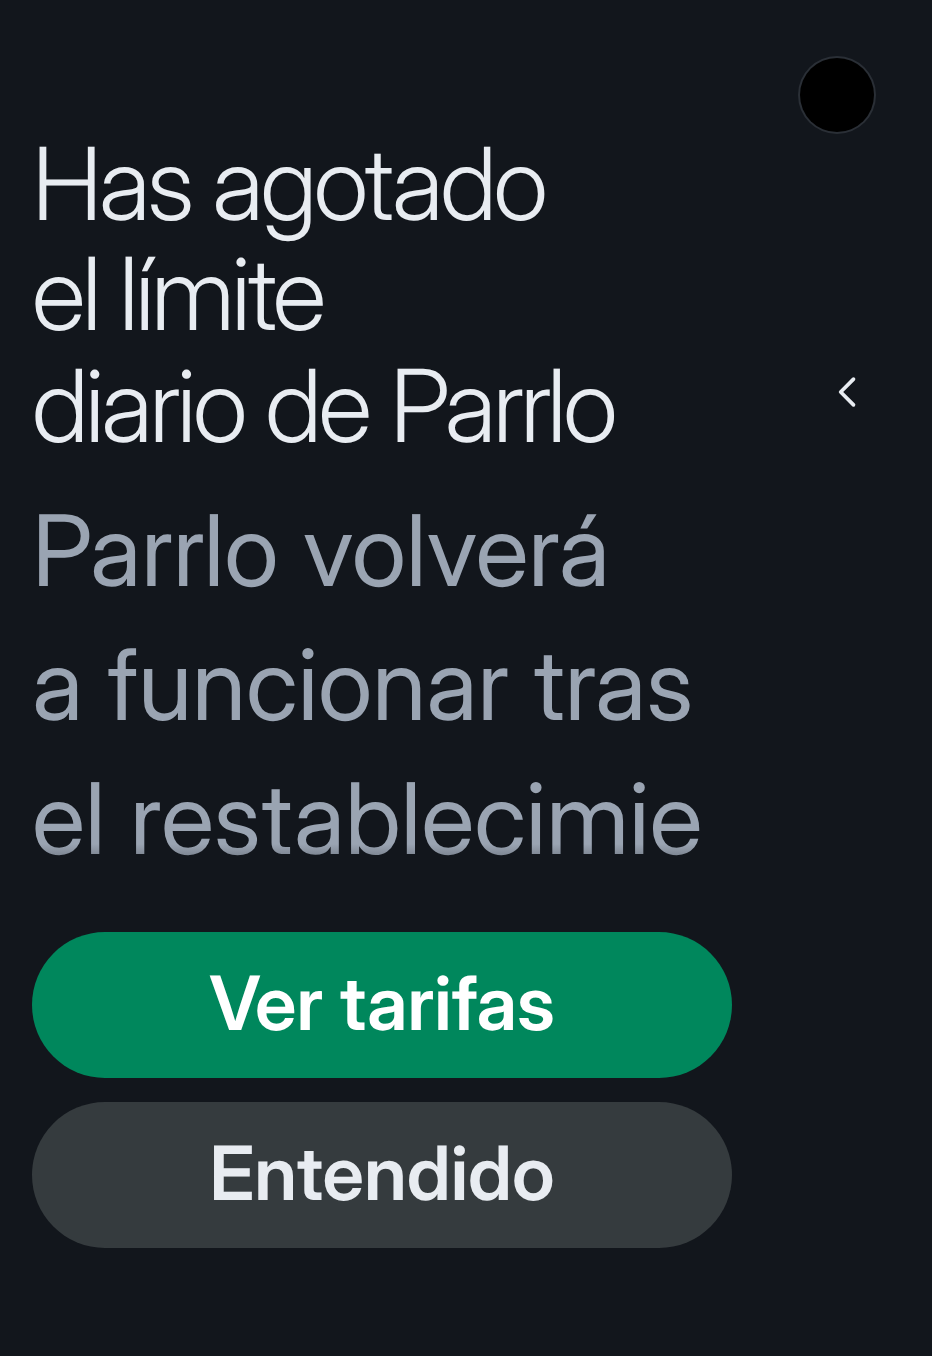 Has agotado
el límite
diario de Parrlo
Parrlo volverá
a funcionar tras
el restablecimie
Ver tarifas
Entendido